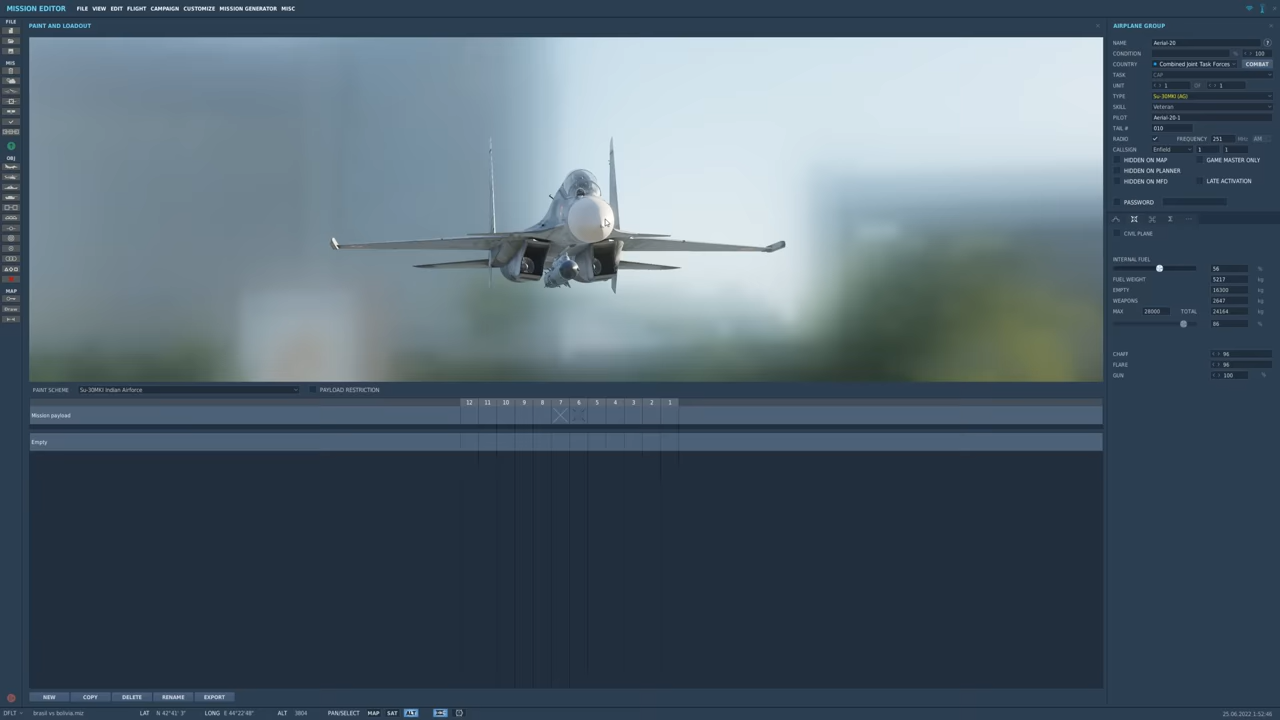 MISSION EDITOR FILE VIEW EDIT FLIGHT CAMPAIGN CUSTOMIZE MISSION GENERATOR MISC
FILE
MIS
OBJ
MAP
PAINT AND LOADOUT
PAINT SCHEME Su-30MKI Indian Airforce PAYLOAD RESTRICTION
12 11 10 9 8 7 6 5 4 3 2 1
Mission payload
Empty
NEW COPY DELETE RENAME EXPORT
AIRPLANE GROUP
NAME Aerial-20 ?
CONDITION % 100
COUNTRY Combined Joint Task Forces COMBAT
TASK CAP
UNIT 1 OF 1
TYPE Su-30MKI (AG)
SKILL Veteran
PILOT Aerial-20-1
TAIL # 010
RADIO FREQUENCY 251 MHz AM
CALLSIGN Enfield 1 1
HIDDEN ON MAP GAME MASTER ONLY
HIDDEN ON PLANNER
HIDDEN ON MFD LATE ACTIVATION
PASSWORD
CIVIL PLANE
INTERNAL FUEL
56 %
FUEL WEIGHT 5217 kg
EMPTY 16300 kg
WEAPONS 2647 kg
MAX 28000 TOTAL 24164 kg
86 %
CHAFF 96
FLARE 96
GUN 100 %
DFLT brasil vs bolivia.miz LAT N 42°41' 3" LONG E 44°22'48" ALT 3804 PAN/SELECT MAP SAT ALT 25.06.2022 1:52:46